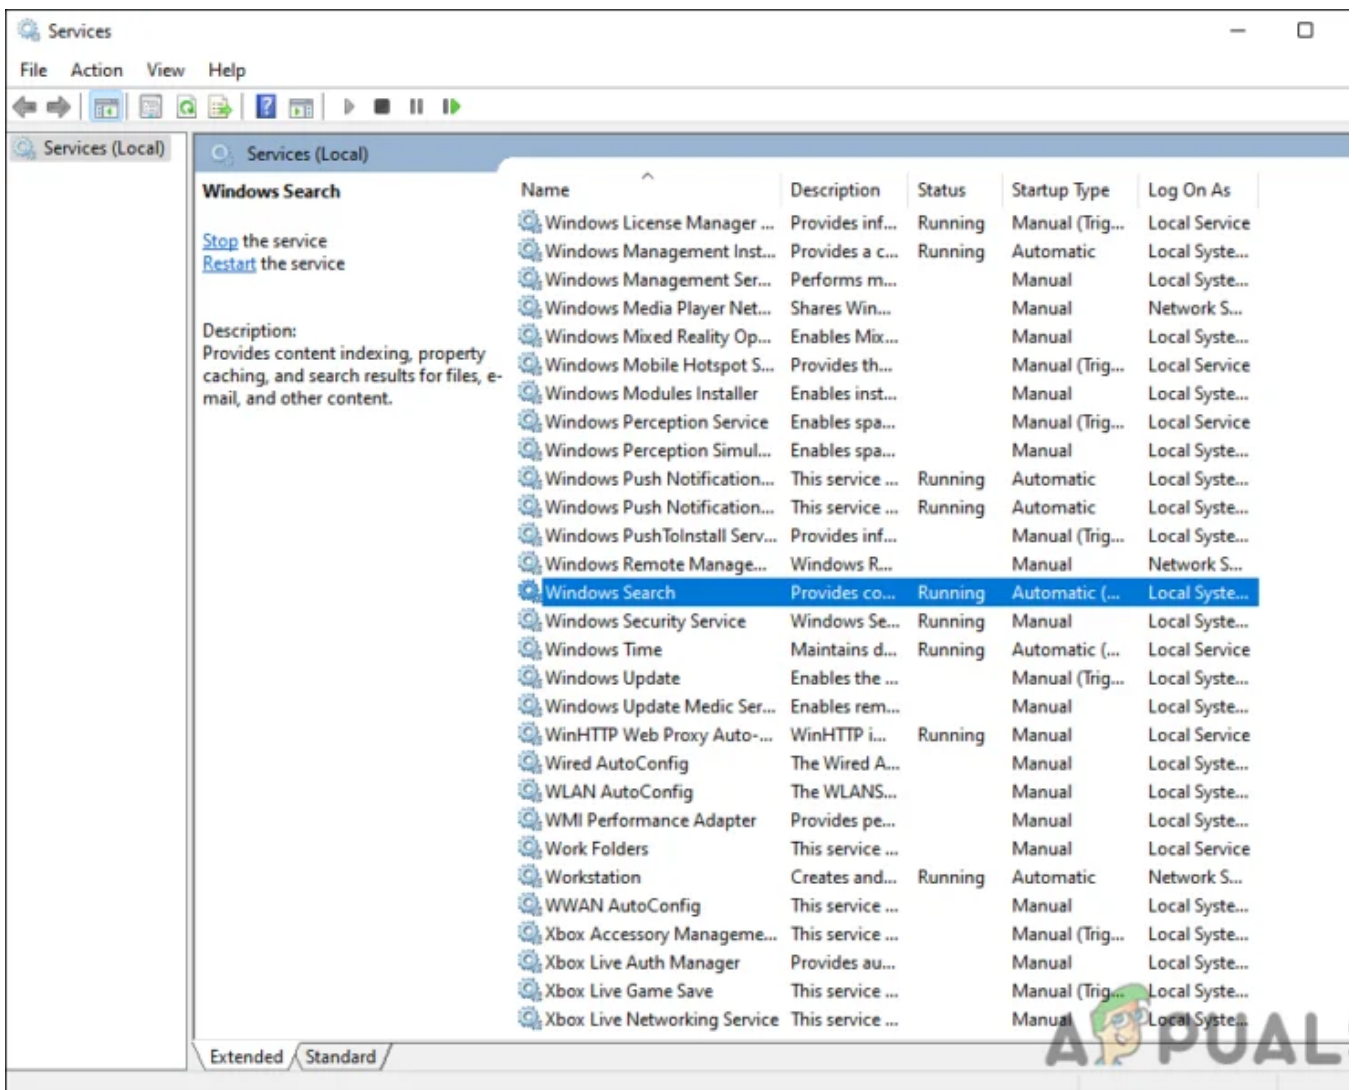 Services
File Action View Help
Services (Local)
Services (Local)
Windows Search
Stop the service
Restart the service
Description:
Provides content indexing, property
caching, and search results for files, e-
mail, and other content.
Name Description Status Startup Type Log On As
Windows License Manager ... Provides inf... Running Manual (Trig... Local Service
Windows Management Inst... Provides a c... Running Automatic Local Syste...
Windows Management Ser... Performs m... Manual Local Syste...
Windows Media Player Net... Shares Win... Manual Network S...
Windows Mixed Reality Op... Enables Mix... Manual Local Syste...
Windows Mobile Hotspot S... Provides th... Manual (Trig... Local Service
Windows Modules Installer Enables inst... Manual Local Syste...
Windows Perception Service Enables spa... Manual (Trig... Local Service
Windows Perception Simul... Enables spa... Manual Local Syste...
Windows Push Notification... This service ... Running Automatic Local Syste...
Windows Push Notification... This service ... Running Automatic Local Syste...
Windows PushToInstall Serv... Provides inf... Manual (Trig... Local Syste...
Windows Remote Manage... Windows R... Manual Network S...
Windows Search Provides co... Running Automatic (... Local Syste...
Windows Security Service Windows Se... Running Manual Local Syste...
Windows Time Maintains d... Running Automatic (... Local Service
Windows Update Enables the ... Manual (Trig... Local Syste...
Windows Update Medic Ser... Enables rem... Manual Local Syste...
WinHTTP Web Proxy Auto-... WinHTTP i... Running Manual Local Service
Wired AutoConfig The Wired A... Manual Local Syste...
WLAN AutoConfig The WLANS... Manual Local Syste...
WMI Performance Adapter Provides pe... Manual Local Syste...
Work Folders This service ... Manual Local Service
Workstation Creates and... Running Automatic Network S...
WWAN AutoConfig This service ... Manual Local Syste...
Xbox Accessory Manageme... This service ... Manual (Trig... Local Syste...
Xbox Live Auth Manager Provides au... Manual Local Syste...
Xbox Live Game Save This service ... Manual (Trig... Local Syste...
Xbox Live Networking Service This service ... Manual Local Syste...
Extended Standard
APPUALS